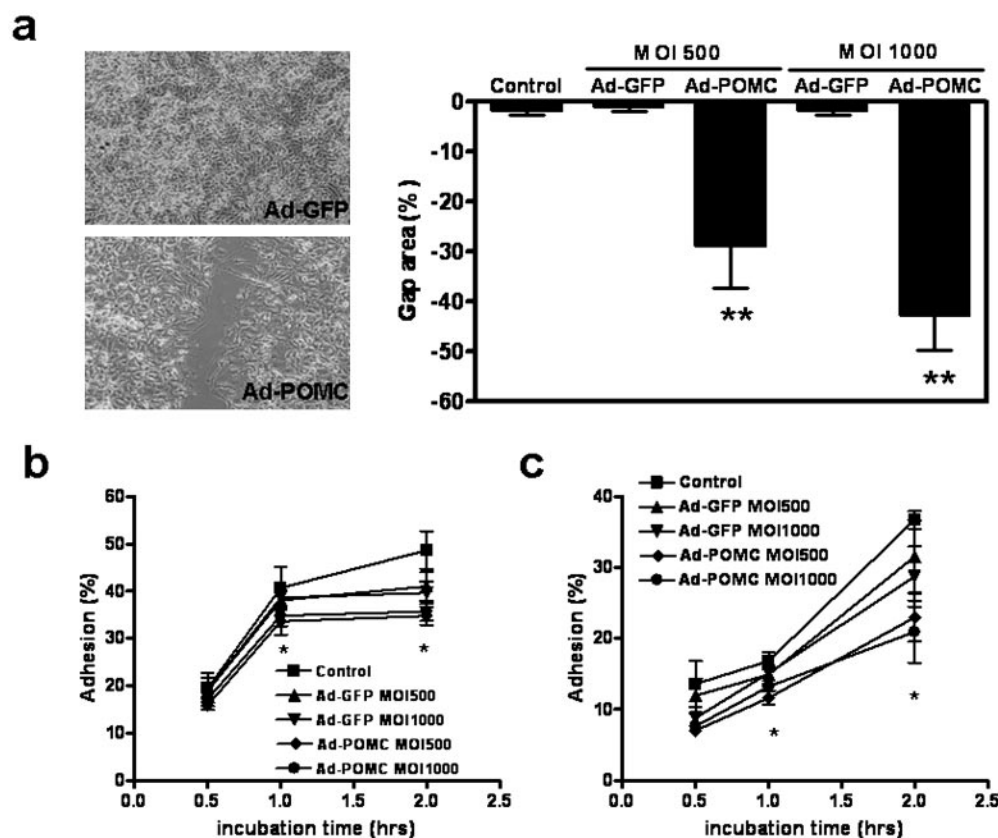 a
Ad-GFP
Ad-POMC
MOI 500 MOI 1000
Control Ad-GFP Ad-POMC Ad-GFP Ad-POMC
0
-10
-20
-30
-40
-50
-60
Gap area (%)
**
**
b
60
50
40
30
20
10
0
Adhesion (%)
* *
Control
Ad-GFP MOI500
Ad-GFP MOI1000
Ad-POMC MOI500
Ad-POMC MOI1000
0.0 0.5 1.0 1.5 2.0 2.5
incubation time (hrs)
c
40
30
20
10
0
Adhesion (%)
Control
Ad-GFP MOI500
Ad-GFP MOI1000
Ad-POMC MOI500
Ad-POMC MOI1000
* *
0.0 0.5 1.0 1.5 2.0 2.5
incubation time (hrs)